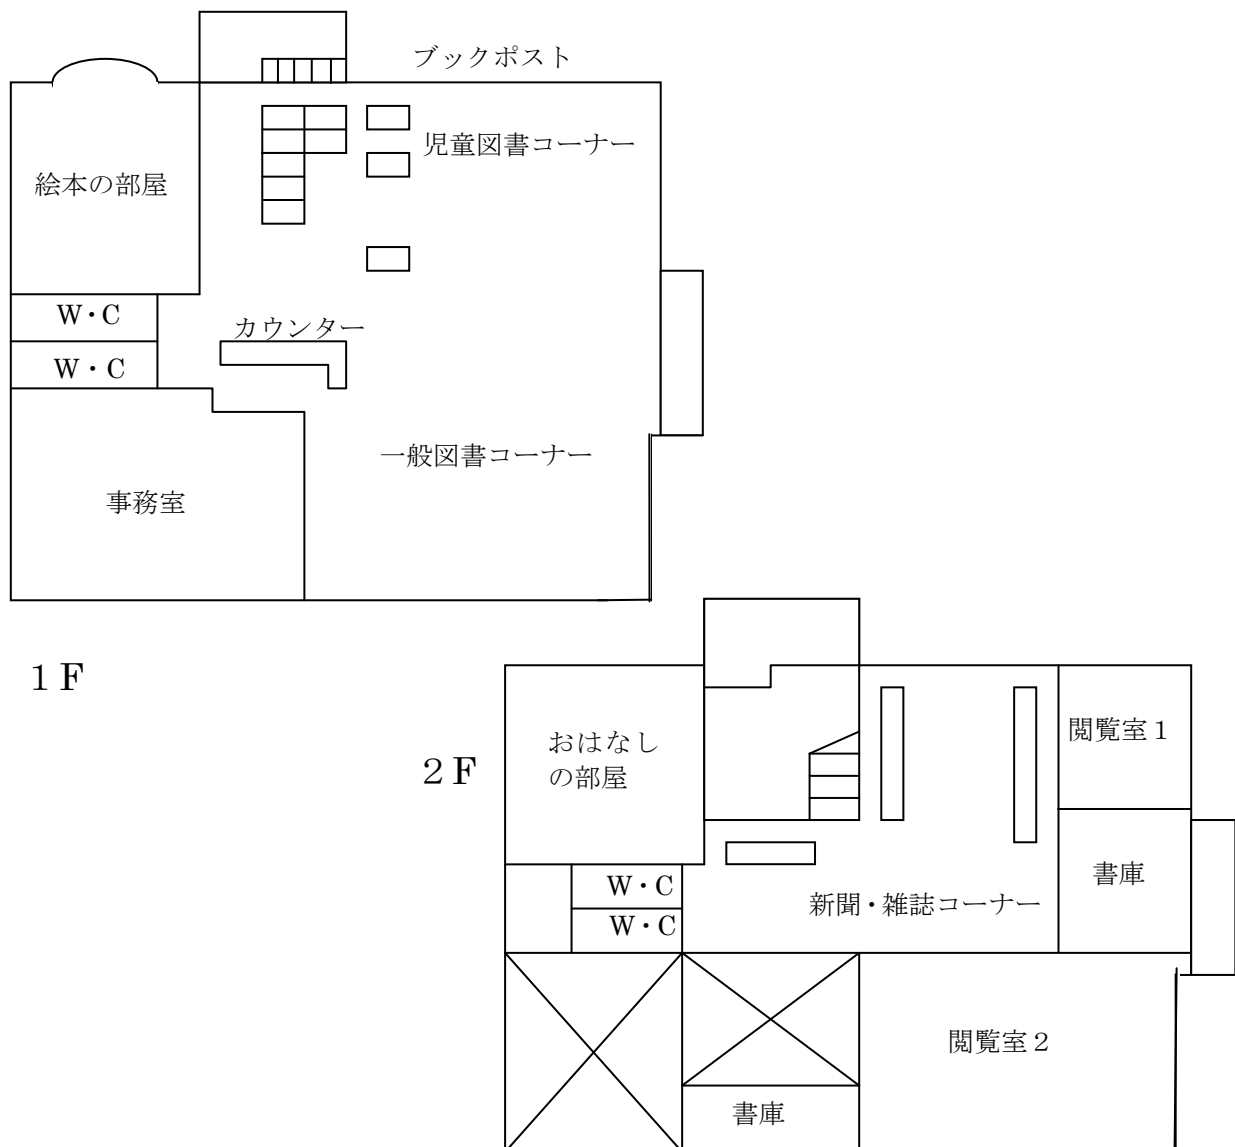 ブックポスト
児童図書コーナー
絵本の部屋
W・C
カウンター
W・C
一般図書コーナー
事務室
１F
２F
おはなし
の部屋
閲覧室１
書庫
W・C
新聞・雑誌コーナー
W・C
閲覧室２
書庫